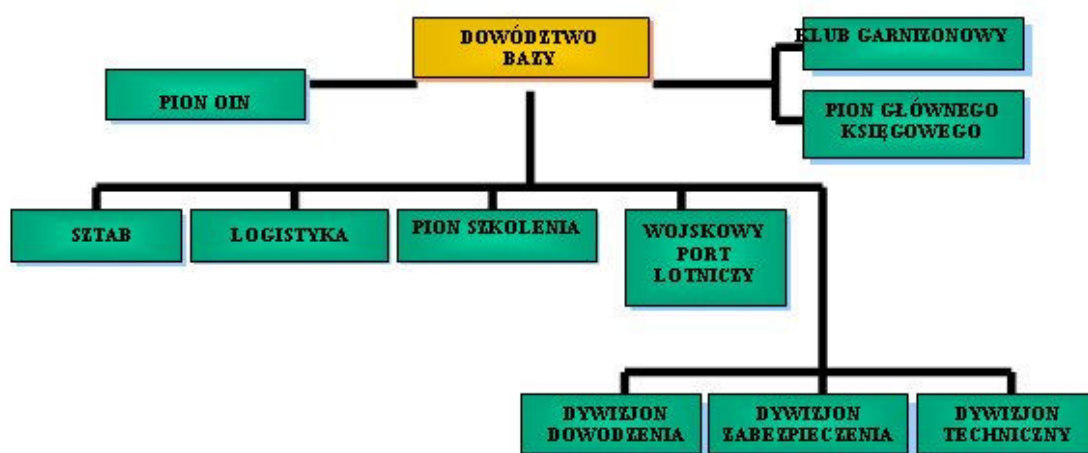 DOWÓDZTWO
BAZY
KLUB GARNIZONOWY
PION OIN
PION GŁÓWNEGO
KSIĘGOWEGO
SZTAB
LOGISTYKA
PION SZKOLENIA
WOJSKOWY
PORT
LOTNICZY
DYWIZJON
DOWODZENIA
DYWIZJON
ZABEZPIECZENIA
DYWIZJON
TECHNICZNY